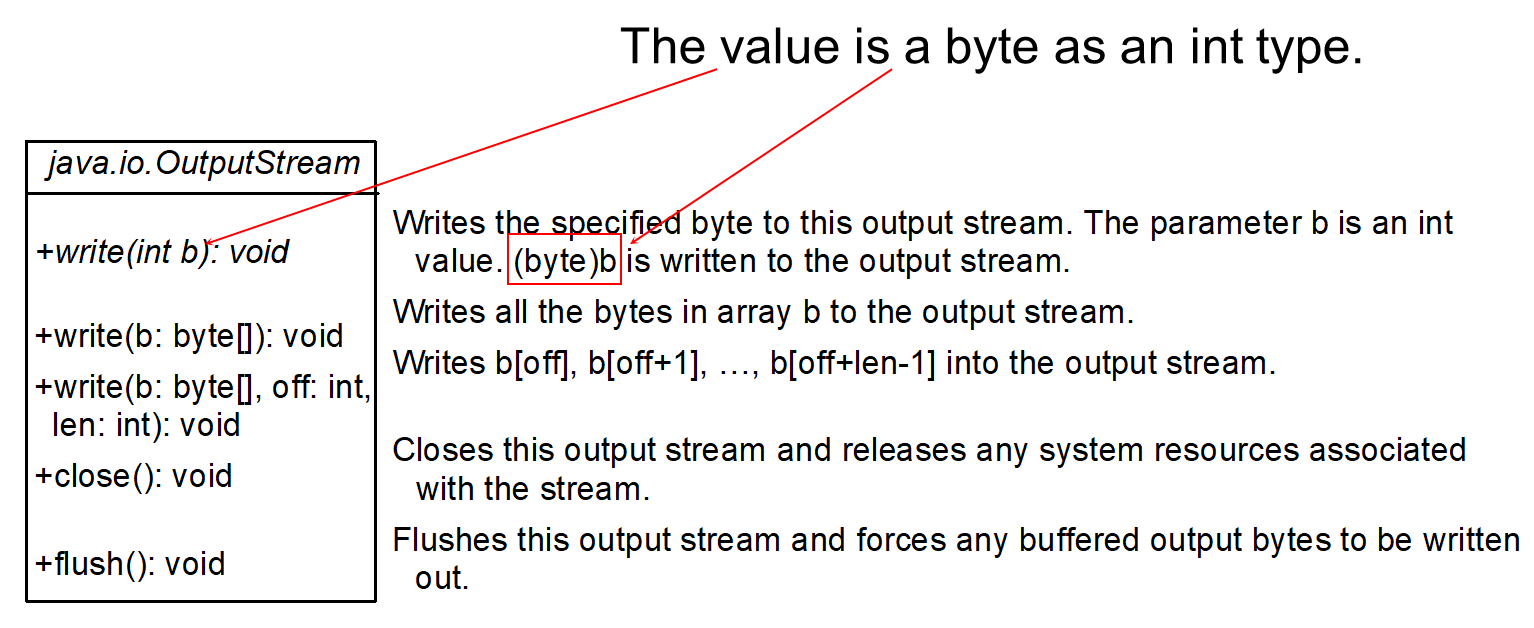 The value is a byte as an int type.
java.io.OutputStream
+write(int b): void
Writes the specified byte to this output stream. The parameter b is an int
value. (byte)b is written to the output stream.
+write(b: byte[]): void
Writes all the bytes in array b to the output stream.
+write(b: byte[], off: int,
len: int): void
Writes b[off], b[off+1], …, b[off+len-1] into the output stream.
+close(): void
Closes this output stream and releases any system resources associated
with the stream.
+flush(): void
Flushes this output stream and forces any buffered output bytes to be written
out.